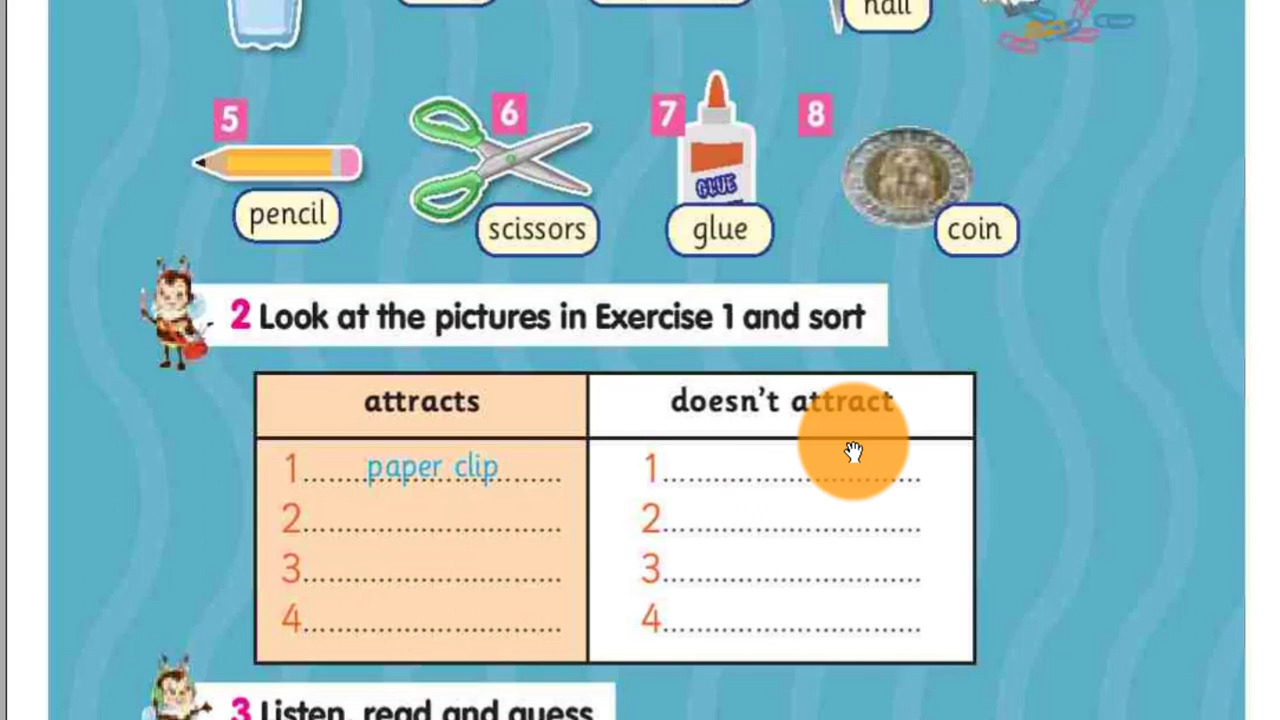 nail
5
6
7
8
GLUE
pencil
scissors
glue
coin
2 Look at the pictures in Exercise 1 and sort
attracts
doesn't attract
1 paper clip
1
2
2
3
3
4
4
3 Listen, read and guess